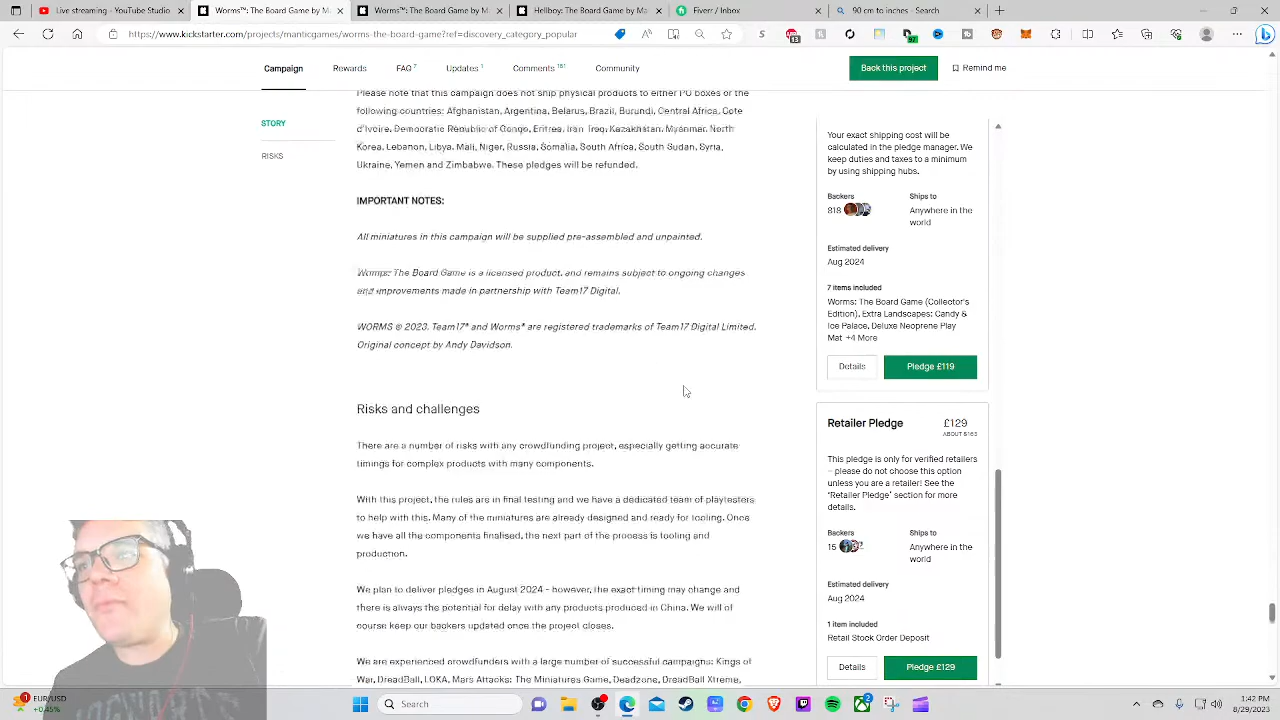 Live streaming - YouTube Studio
Worms™: The Board Game by Ma
Worms™: The Board Game by M
Hellboy: The Board Game by M
Fiverr / Inbox
90 cm to inches - Search
https://www.kickstarter.com/projects/manticgames/worms-the-board-game?ref=discovery_category_popular
Campaign
Rewards
FAQ 7
Updates 1
Comments 151
Community
Back this project
Remind me
STORY
RISKS
Please note that this campaign does not ship physical products to either PO boxes or the
following countries: Afghanistan, Argentina, Belarus, Brazil, Burundi, Central Africa, Cote
d'Ivoire, Democratic Republic of Congo, Eritrea, Iran, Iraq, Kazakhstan, Myanmar, North
Korea, Lebanon, Libya, Mali, Niger, Russia, Somalia, South Africa, South Sudan, Syria,
Ukraine, Yemen and Zimbabwe. These pledges will be refunded.
IMPORTANT NOTES:
All miniatures in this campaign will be supplied pre-assembled and unpainted.
Worms: The Board Game is a licensed product, and remains subject to ongoing changes
and improvements made in partnership with Team17 Digital.
WORMS © 2023. Team17® and Worms® are registered trademarks of Team17 Digital Limited.
Original concept by Andy Davidson.
Risks and challenges
There are a number of risks with any crowdfunding project, especially getting accurate
timings for complex products with many components.
With this project, the rules are in final testing and we have a dedicated team of playtesters
to help with this. Many of the miniatures are already designed and ready for tooling. Once
we have all the components finalised, the next part of the process is tooling and
production.
We plan to deliver pledges in August 2024 - however, the exact timing may change and
there is always the potential for delay with any products produced in China. We will of
course keep our backers updated once the project closes.
We are experienced crowdfunders with a large number of successful campaigns: Kings of
War, DreadBall, LOKA, Mars Attacks: The Miniatures Game, Deadzone, DreadBall Xtreme,
Your exact shipping cost will be
calculated in the pledge manager. We
keep duties and taxes to a minimum
by using shipping hubs.
Backers
818
Ships to
Anywhere in the
world
Estimated delivery
Aug 2024
7 items included
Worms: The Board Game (Collector's
Edition), Extra Landscapes: Candy &
Ice Palace, Deluxe Neoprene Play
Mat +4 More
Details
Pledge £119
Retailer Pledge
£129
ABOUT $163
This pledge is only for verified retailers
– please do not choose this option
unless you are a retailer! See the
'Retailer Pledge' section for more
details.
Backers
15
Ships to
Anywhere in the
world
Estimated delivery
Aug 2024
1 item included
Retail Stock Order Deposit
Details
Pledge £129
EUR/USD
+0.45%
Search
1:42 PM
8/29/2023